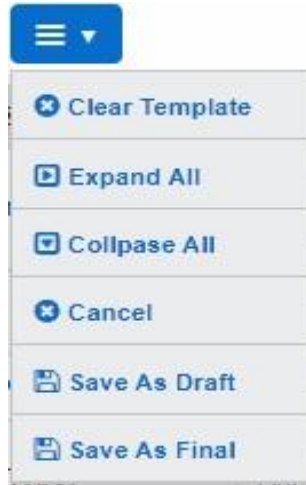 Clear Template
Expand All
Collpase All
Cancel
Save As Draft
Save As Final